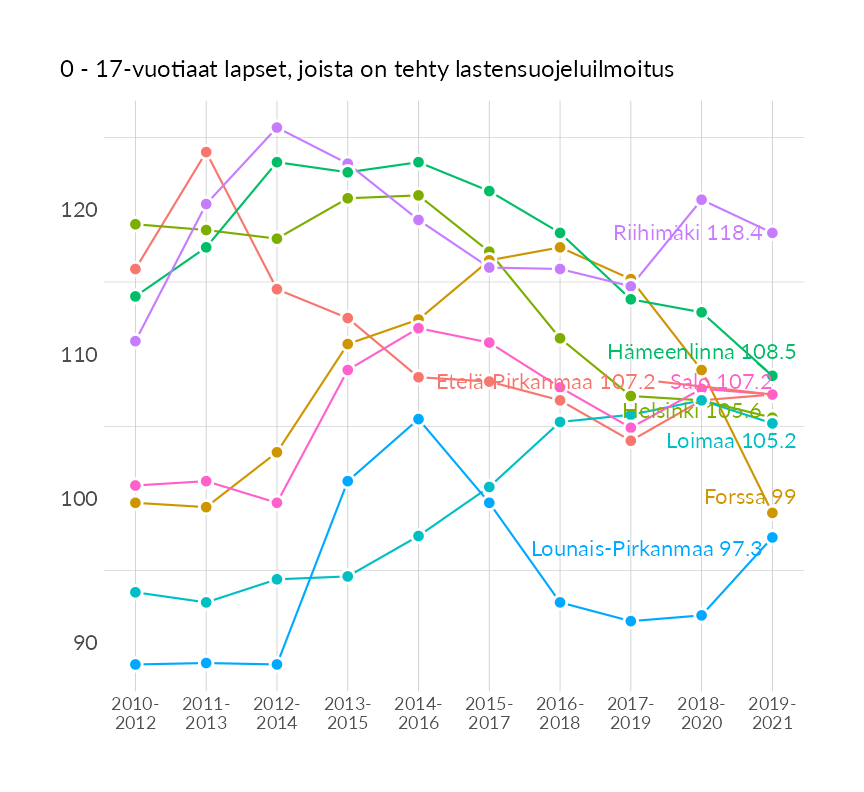 0 - 17-vuotiaat lapset, joista on tehty lastensuojeluilmoitus
120
110
100
90
Riihimäki 118.4
Hämeenlinna 108.5
Etelä-Pirkanmaa 107.2
Salo 107.2
Helsinki 105.6
Loimaa 105.2
Forssa 99
Lounais-Pirkanmaa 97.3
2010-
2012
2011-
2013
2012-
2014
2013-
2015
2014-
2016
2015-
2017
2016-
2018
2017-
2019
2018-
2020
2019-
2021